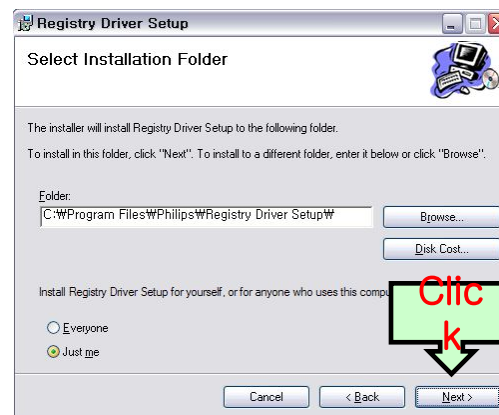 Registry Driver Setup
Select Installation Folder
The installer will install Registry Driver Setup to the following folder.
To install in this folder, click "Next". To install to a different folder, enter it below or click "Browse".
Folder:
C:₩Program Files₩Philips₩Registry Driver Setup₩
Browse...
Disk Cost...
Install Registry Driver Setup for yourself, or for anyone who uses this
Everyone
Just me
Clic
k
Cancel
< Back
Next >